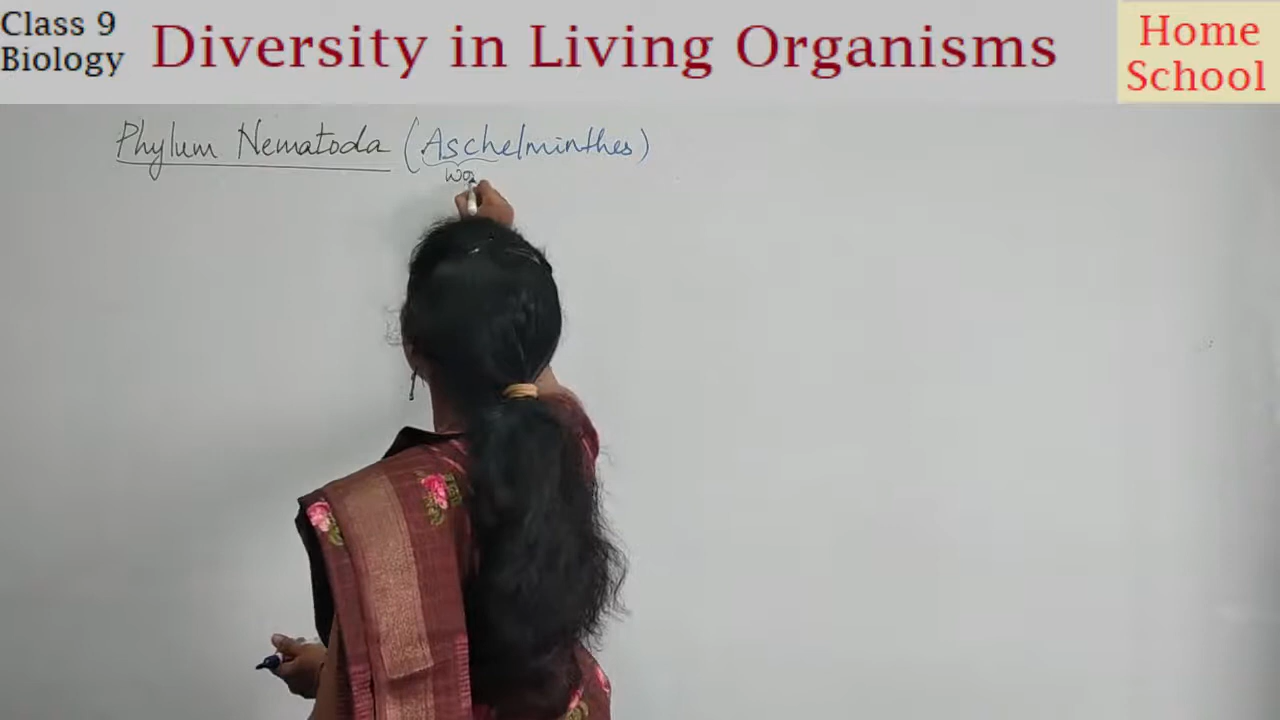 Class 9
Biology
Diversity in Living Organisms
Home
School
Phylum Nematoda (Aschelminthes)